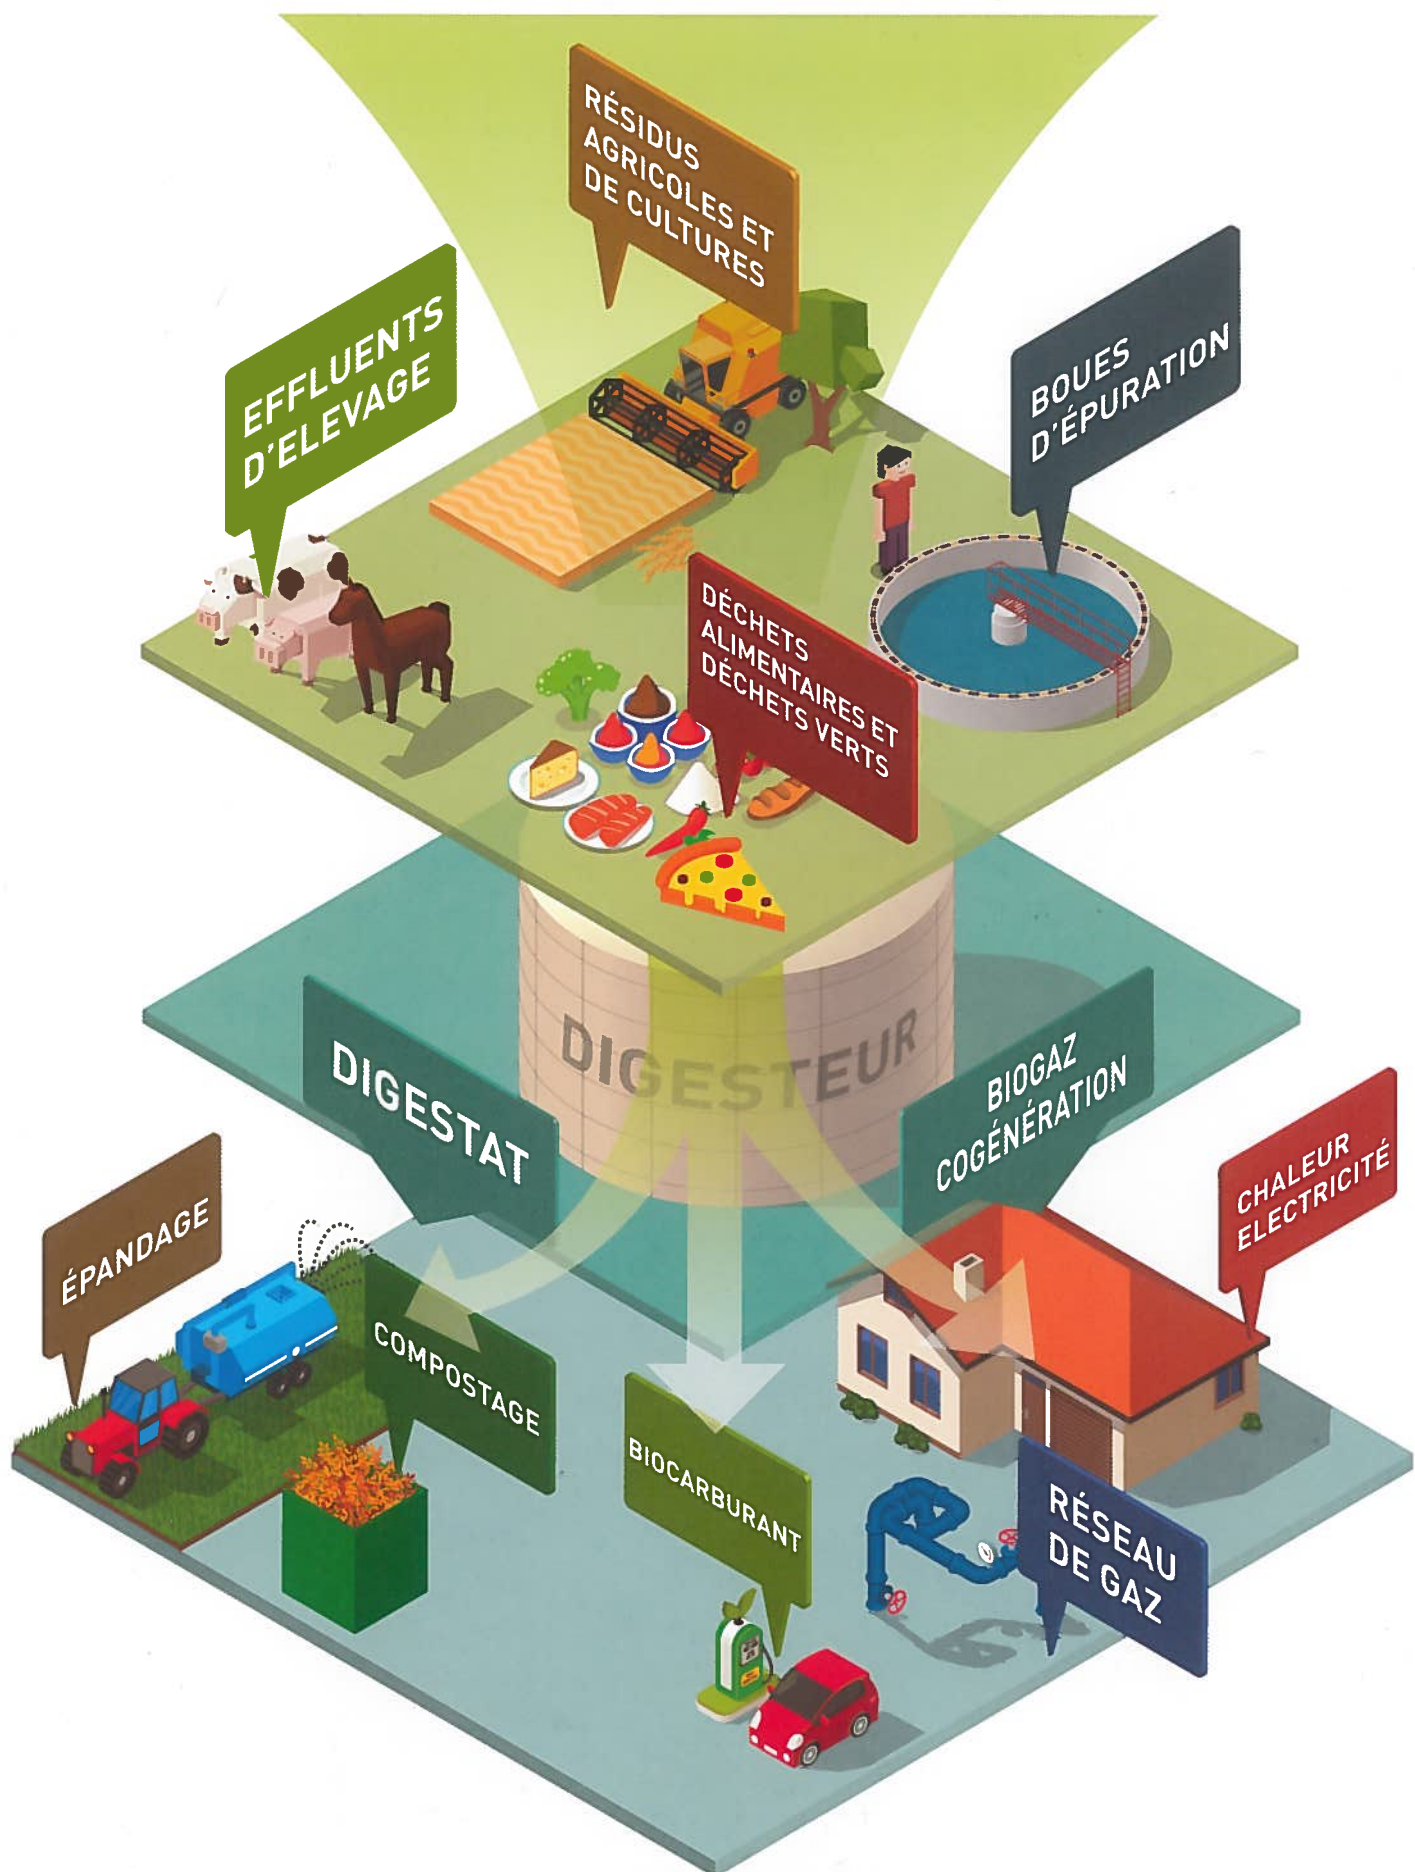 RÉSIDUS
AGRICOLES ET
DE CULTURES
EFFLUENTS
D'ELEVAGE
BOUES
D'ÉPURATION
DÉCHETS
ALIMENTAIRES ET
DÉCHETS VERTS
DIGESTEUR
DIGESTAT
BIOGAZ
COGÉNÉRATION
CHALEUR
ELECTRICITÉ
ÉPANDAGE
COMPOSTAGE
BIOCARBURANT
RÉSEAU
DE GAZ